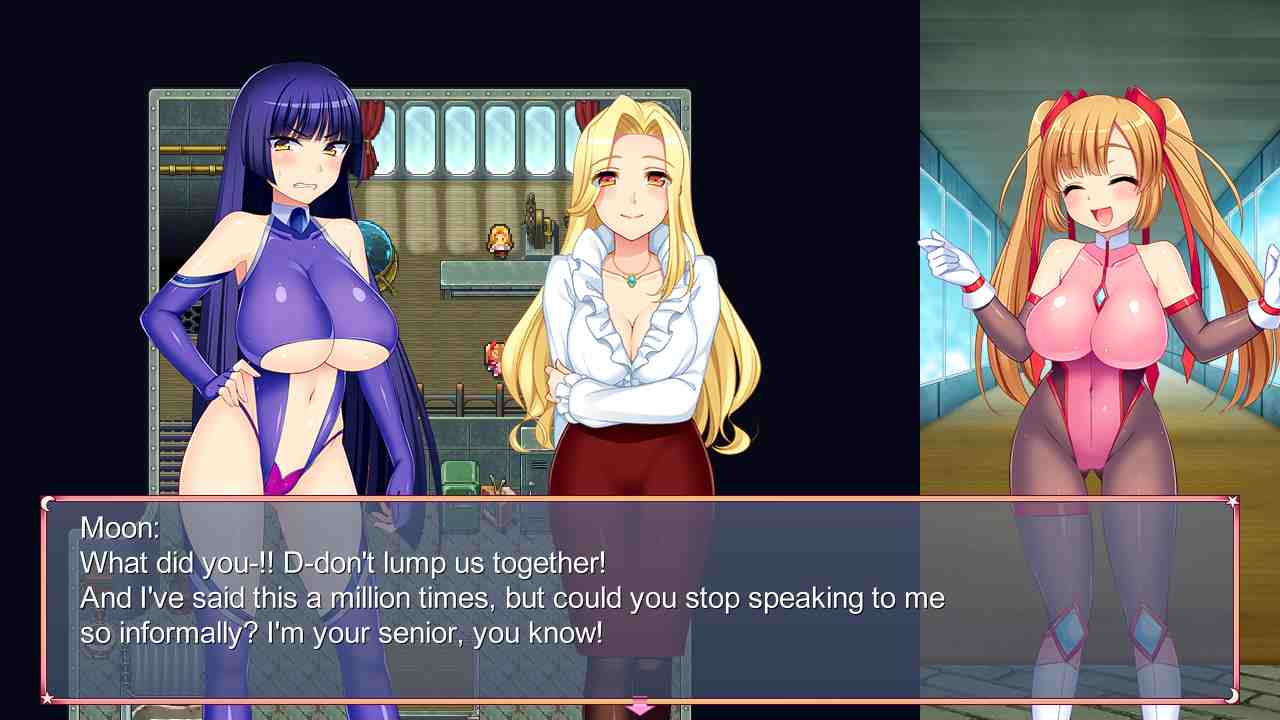 Moon:
What did you-!! D-don't lump us together!
And I've said this a million times, but could you stop speaking to me
so informally? I'm your senior, you know!